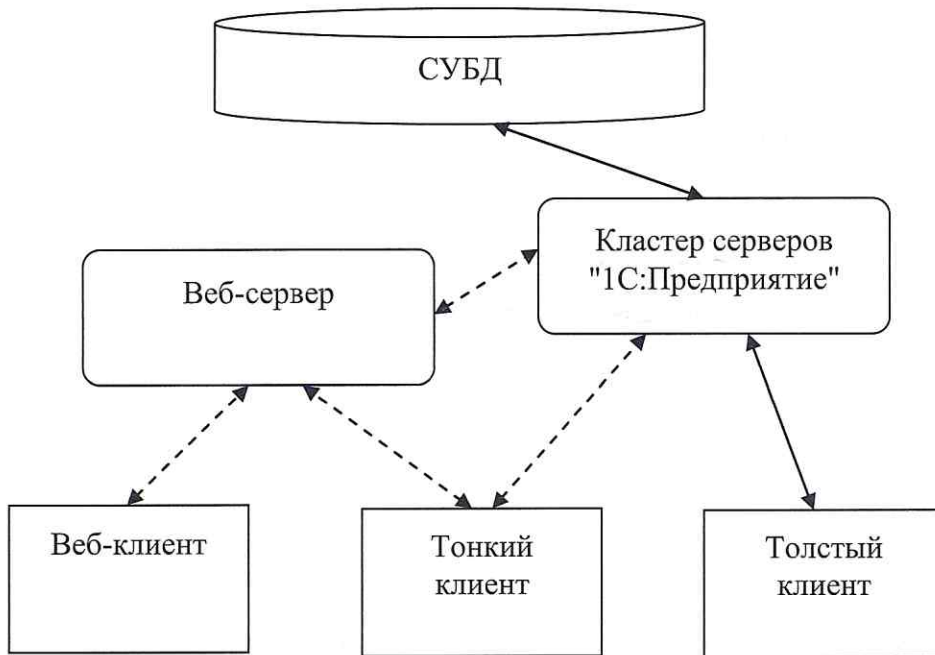 СУБД
Кластер серверов
"1С:Предприятие"
Веб-сервер
Веб-клиент
Тонкий
клиент
Толстый
клиент